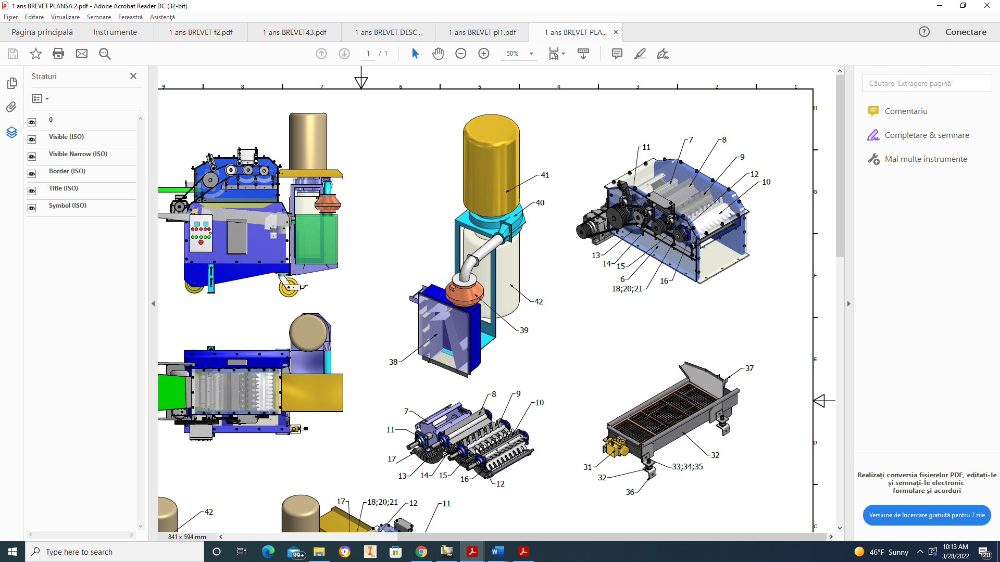 1 ans BREVET PLANSA 2.pdf - Adobe Acrobat Reader DC (32-bit)
Fișier Editare Vizualizare Semnare Fereastră Asistență
Pagina principală Instrumente 1 ans BREVET f2.pdf 1 ans BREVET43.pdf 1 ans BREVET DESC... 1 ans BREVET pl1.pdf 1 ans BREVET PLA... Conectare
1 / 1 50%
Straturi
0
Visible (ISO)
Visible Narrow (ISO)
Border (ISO)
Title (ISO)
Symbol (ISO)
9 8 7 6 5 4 3 2 1
H
G
F
E
D
C
41
40
42
39
38
11
7
8
9
12
10
13
14
15
6
18;20;21
16
7
8
9
10
11
17
13
14
15
16
12
37
32
31
33;34;35
32
36
42
17
18;20;21
12
11
841 x 594 mm
Căutare 'Extragere pagină'
Comentariu
Completare & semnare
Mai multe instrumente
Realizați conversia fișierelor PDF, editați-le
și semnați-le electronic
formulare și acorduri
Versiune de încercare gratuită pentru 7 zile
Type here to search
99+
PRO
46°F Sunny
10:13 AM
3/28/2022
20